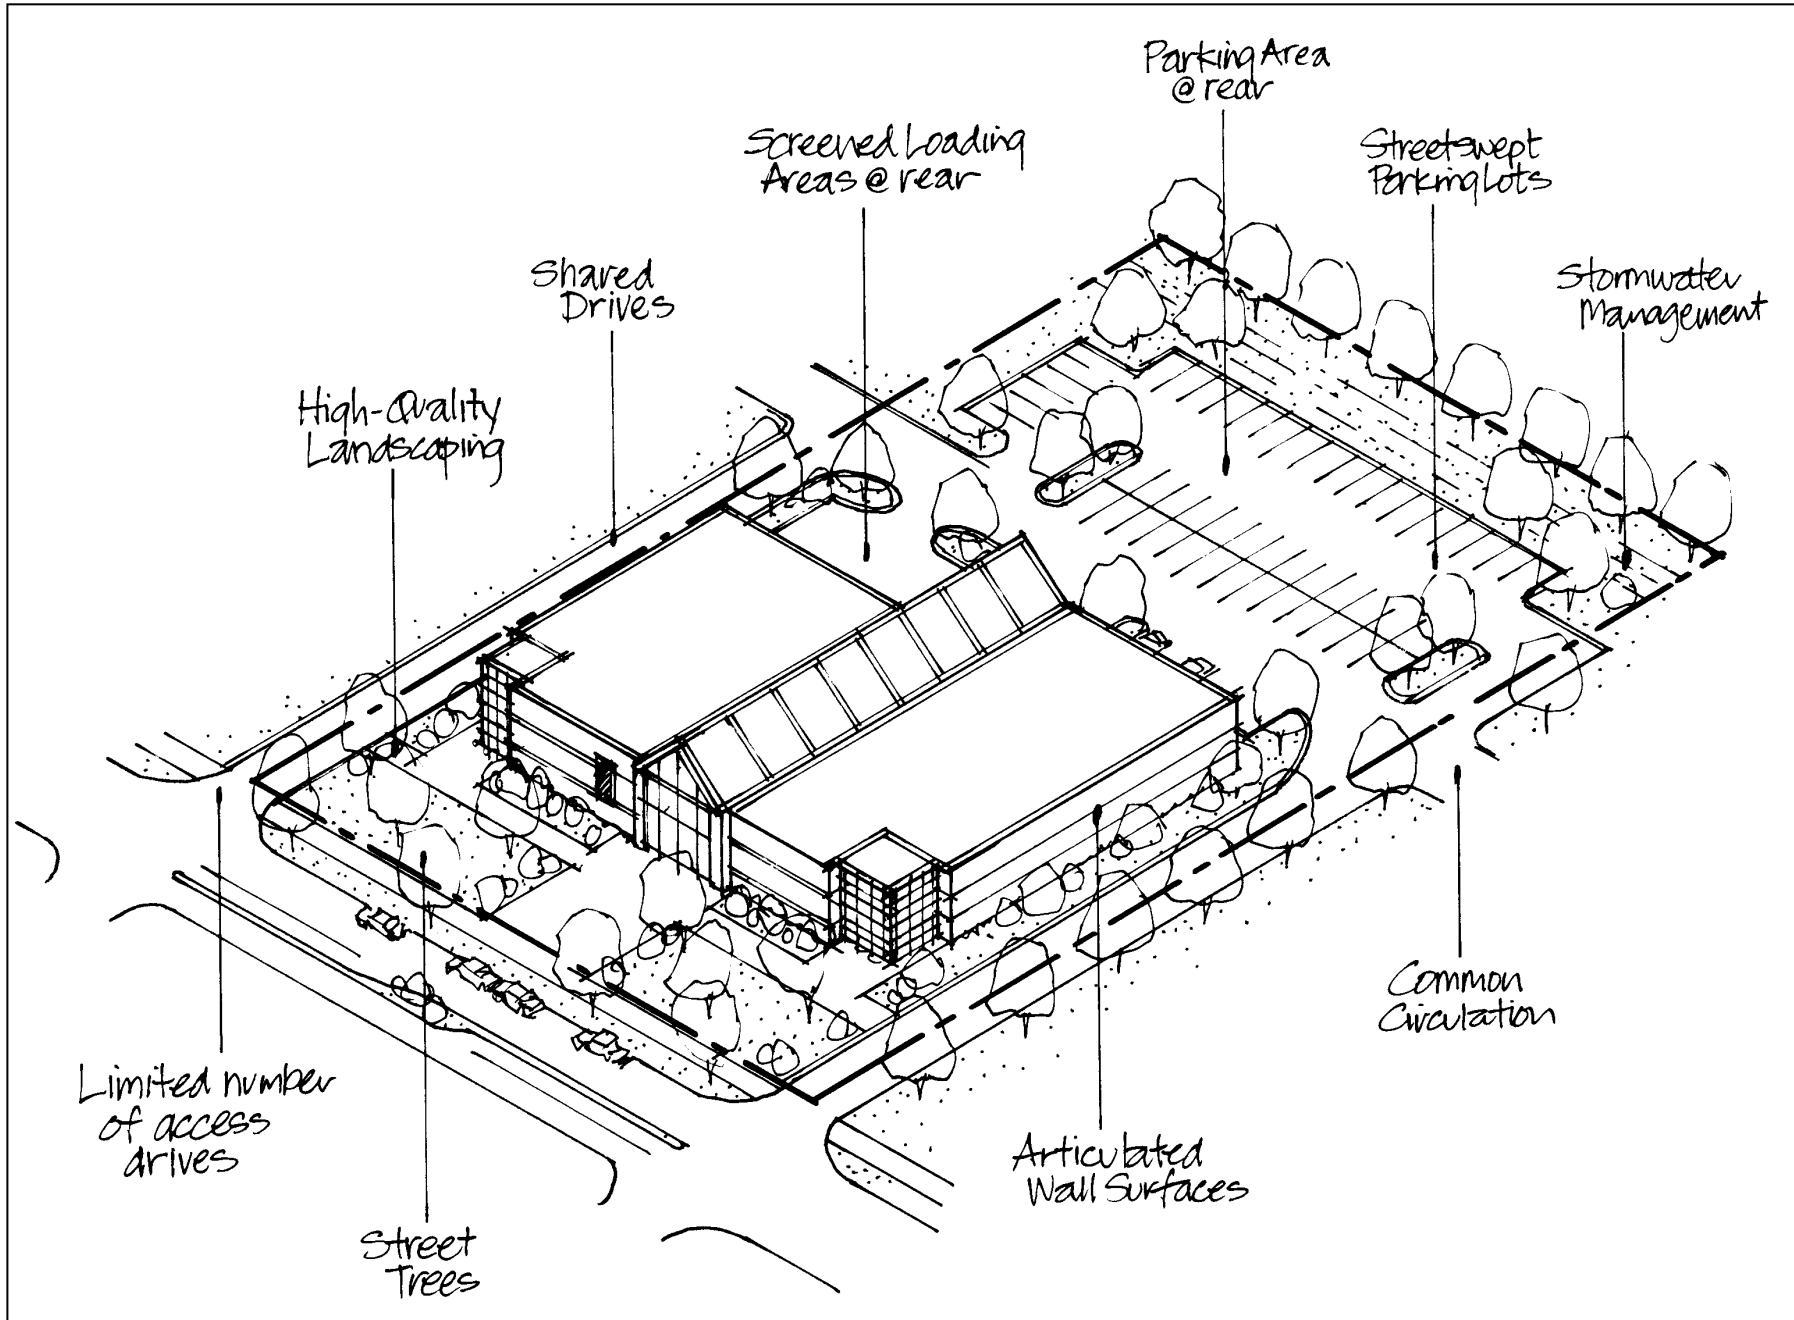 Parking Area
@ rear
Screened Loading
Areas @ rear
Streetswept
Parking Lots
Shared
Drives
Stormwater
Management
High-Quality
Landscaping
Common
Circulation
Limited number
of access
drives
Articulated
Wall Surfaces
Street
Trees